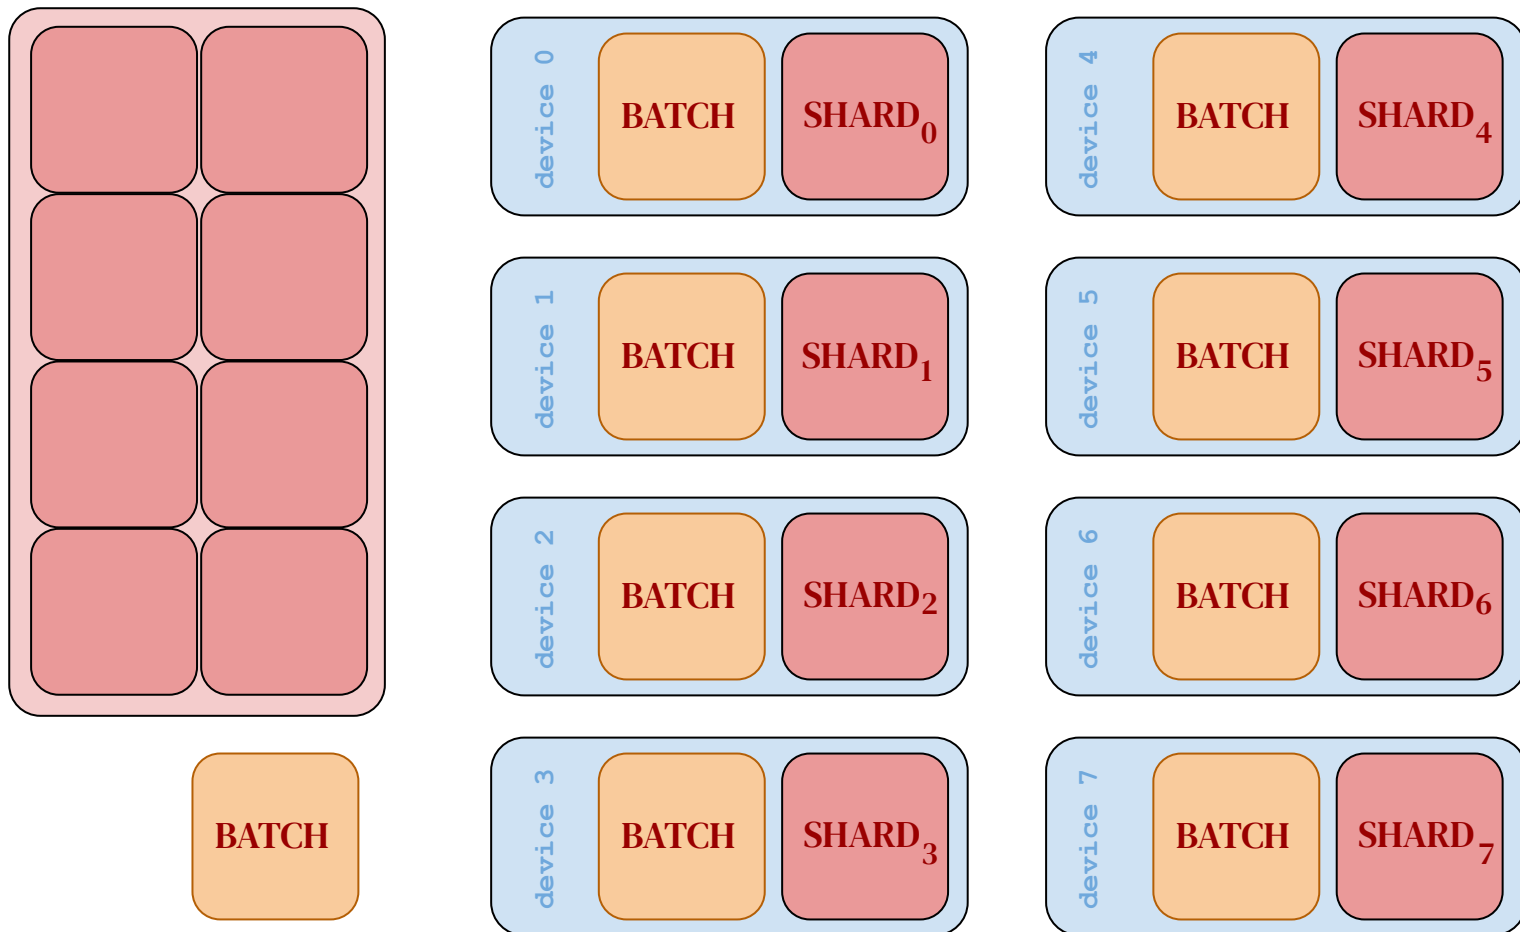 device 0
BATCH
SHARD₀
device 4
BATCH
SHARD₄
device 1
BATCH
SHARD₁
device 5
BATCH
SHARD₅
device 2
BATCH
SHARD₂
device 6
BATCH
SHARD₆
BATCH
device 3
BATCH
SHARD₃
device 7
BATCH
SHARD₇